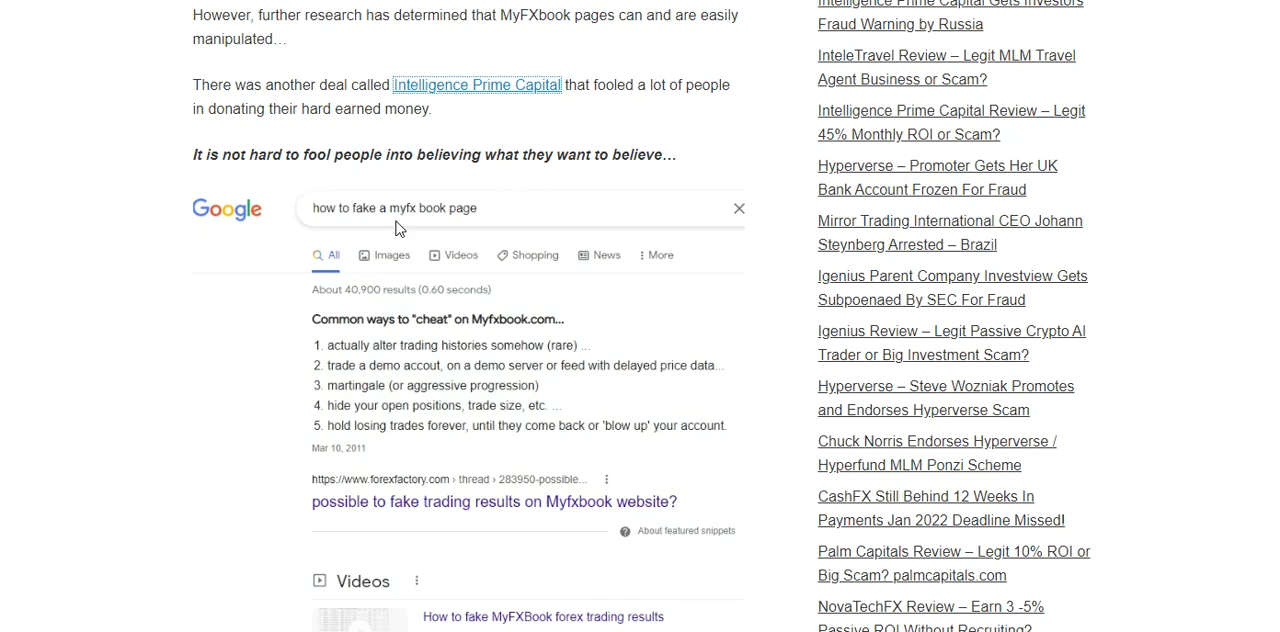 However, further research has determined that MyFXbook pages can and are easily
manipulated…
There was another deal called Intelligence Prime Capital that fooled a lot of people
in donating their hard earned money.
It is not hard to fool people into believing what they want to believe…
Google
how to fake a myfx book page
All Images Videos Shopping News More
About 40,900 results (0.60 seconds)
Common ways to "cheat" on Myfxbook.com...
1. actually alter trading histories somehow (rare) ...
2. trade a demo accout, on a demo server or feed with delayed price data...
3. martingale (or aggressive progression)
4. hide your open positions, trade size, etc. ...
5. hold losing trades forever, until they come back or 'blow up' your account.
Mar 10, 2011
https://www.forexfactory.com › thread › 283950-possible...
possible to fake trading results on Myfxbook website?
About featured snippets
Videos
How to fake MyFXBook forex trading results
Intelligence Prime Capital Gets Investors
Fraud Warning by Russia
InteleTravel Review – Legit MLM Travel
Agent Business or Scam?
Intelligence Prime Capital Review – Legit
45% Monthly ROI or Scam?
Hyperverse – Promoter Gets Her UK
Bank Account Frozen For Fraud
Mirror Trading International CEO Johann
Steynberg Arrested – Brazil
Igenius Parent Company Investview Gets
Subpoenaed By SEC For Fraud
Igenius Review – Legit Passive Crypto AI
Trader or Big Investment Scam?
Hyperverse – Steve Wozniak Promotes
and Endorses Hyperverse Scam
Chuck Norris Endorses Hyperverse /
Hyperfund MLM Ponzi Scheme
CashFX Still Behind 12 Weeks In
Payments Jan 2022 Deadline Missed!
Palm Capitals Review – Legit 10% ROI or
Big Scam? palmcapitals.com
NovaTechFX Review – Earn 3 -5%
Passive ROI Without Recruiting?